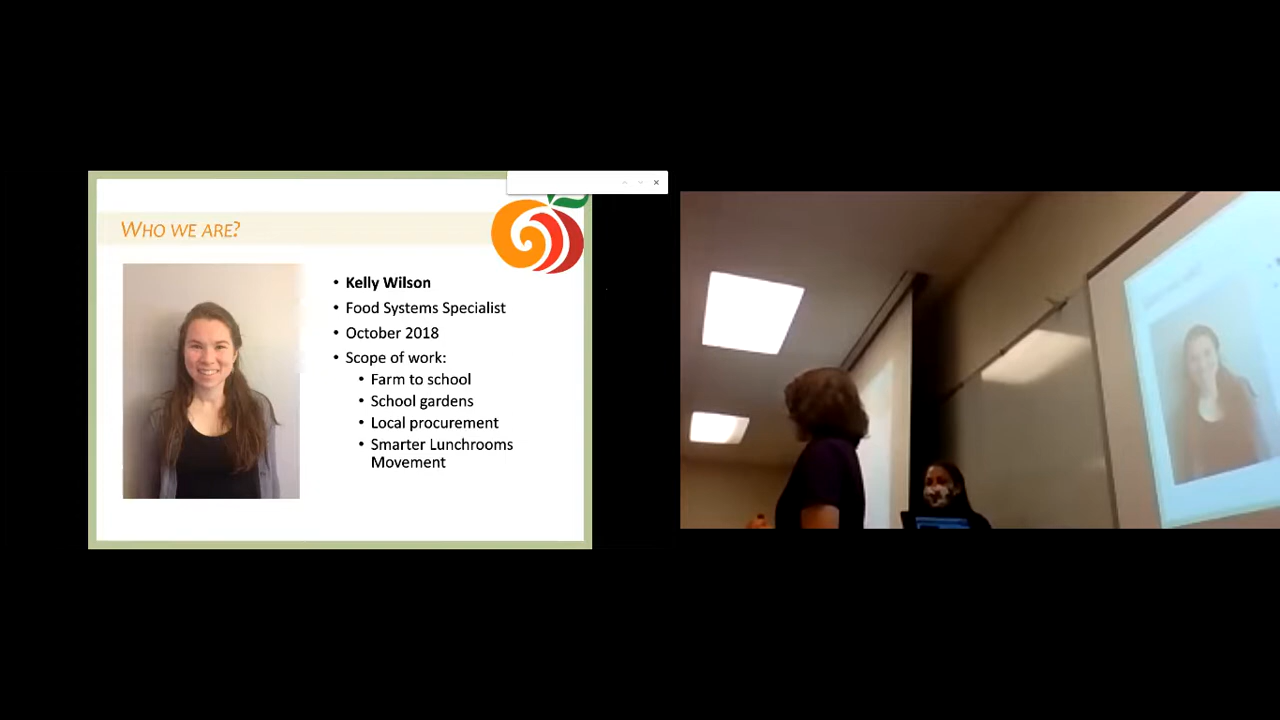 WHO WE ARE?
• Kelly Wilson
• Food Systems Specialist
• October 2018
• Scope of work:
• Farm to school
• School gardens
• Local procurement
• Smarter Lunchrooms
Movement